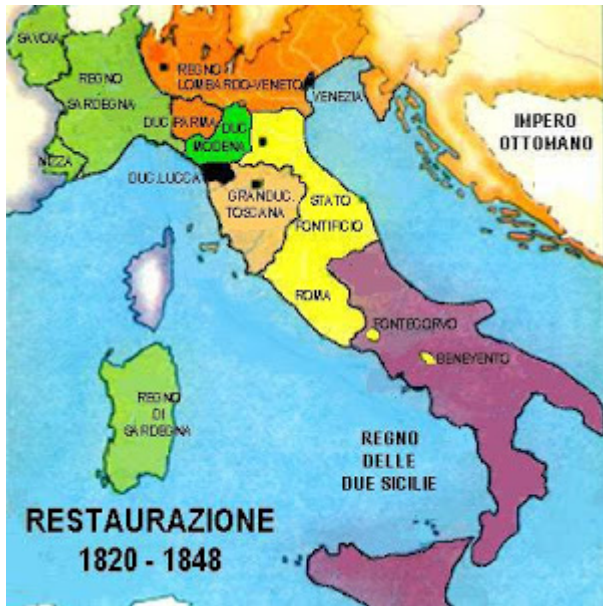 SAVOIA
REGNO
SARDEGNA
REGNO
LOMBARDO-VENETO
VENEZIA
IMPERO
OTTOMANO
DUC.
PARMA
DUC.
MODENA
NIZZA
DUC.LUCCA
GRANDUC.
TOSCANA
STATO
PONTIFICIO
ROMA
PONTECORVO
BENEVENTO
REGNO
DI
SARDEGNA
REGNO
DELLE
DUE SICILIE
RESTAURAZIONE
1820 - 1848